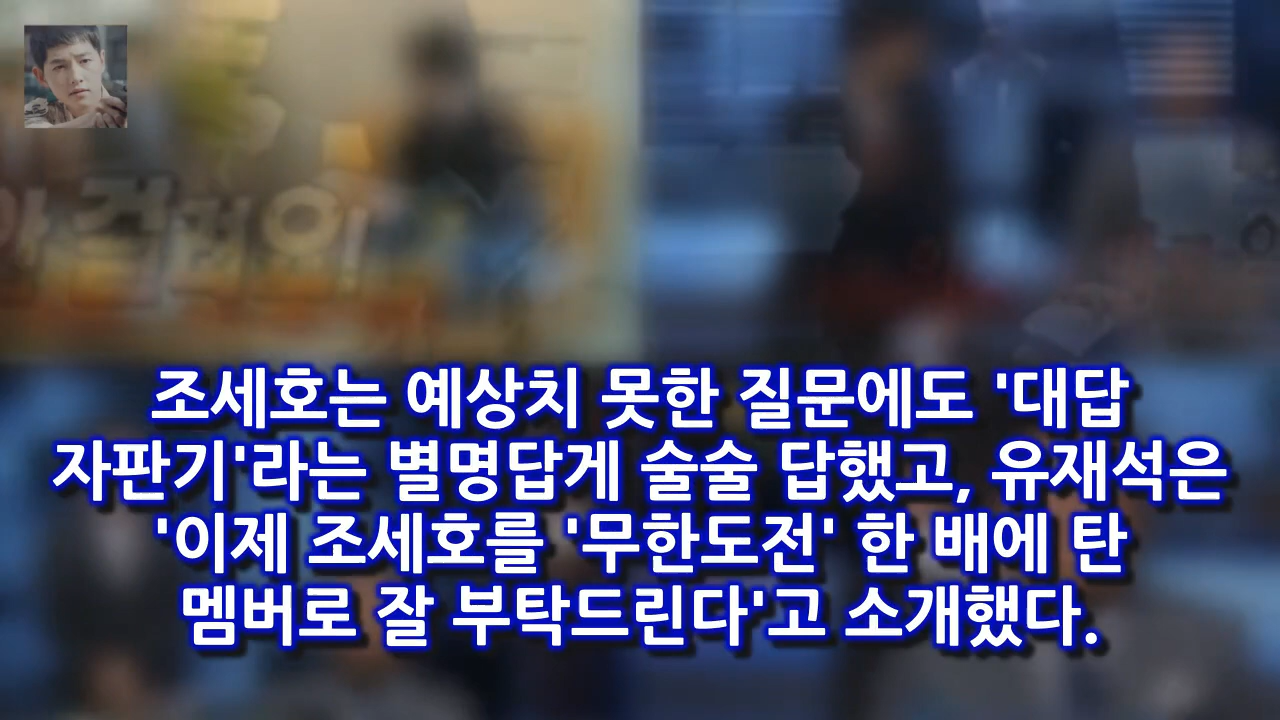 조세호는 예상치 못한 질문에도 '대답
자판기'라는 별명답게 술술 답했고, 유재석은
'이제 조세호를 '무한도전' 한 배에 탄
멤버로 잘 부탁드린다'고 소개했다.